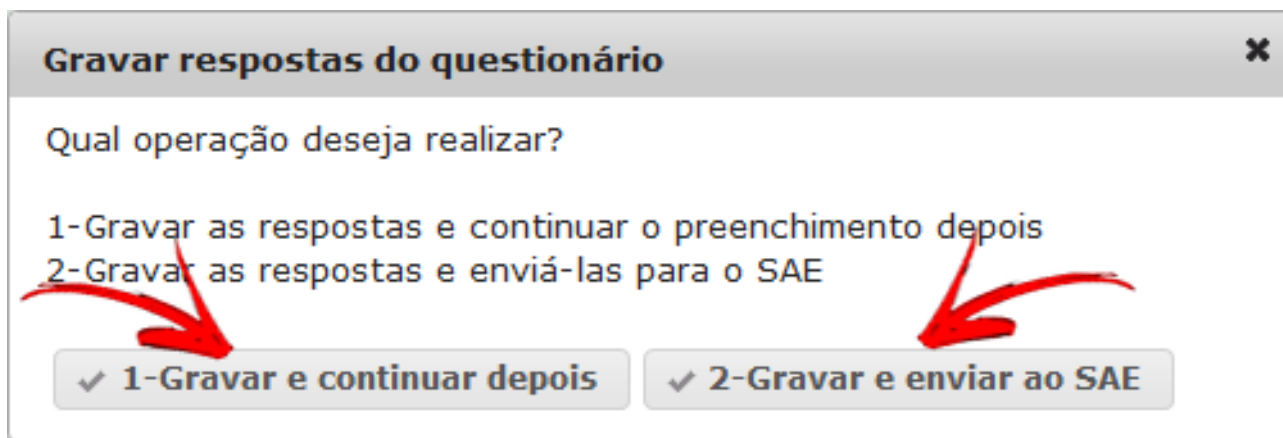 Gravar respostas do questionário
Qual operação deseja realizar?
1-Gravar as respostas e continuar o preenchimento depois
2-Gravar as respostas e enviá-las para o SAE
1-Gravar e continuar depois
2-Gravar e enviar ao SAE